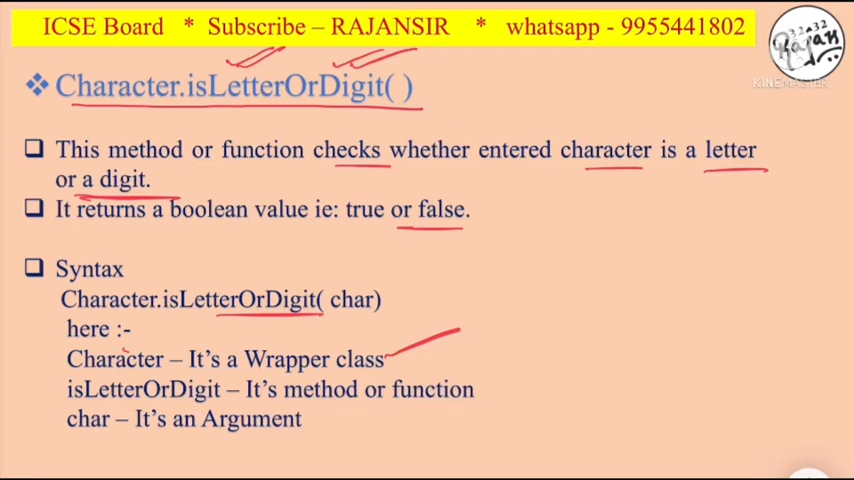 ICSE Board * Subscribe – RAJANSIR * whatsapp - 9955441802
Rajan
KINEMASTER
❖ Character.isLetterOrDigit( )
❑ This method or function checks whether entered character is a letter
or a digit.
❑ It returns a boolean value ie: true or false.
❑ Syntax
Character.isLetterOrDigit( char)
here :-
Character – It's a Wrapper class
isLetterOrDigit – It's method or function
char – It's an Argument